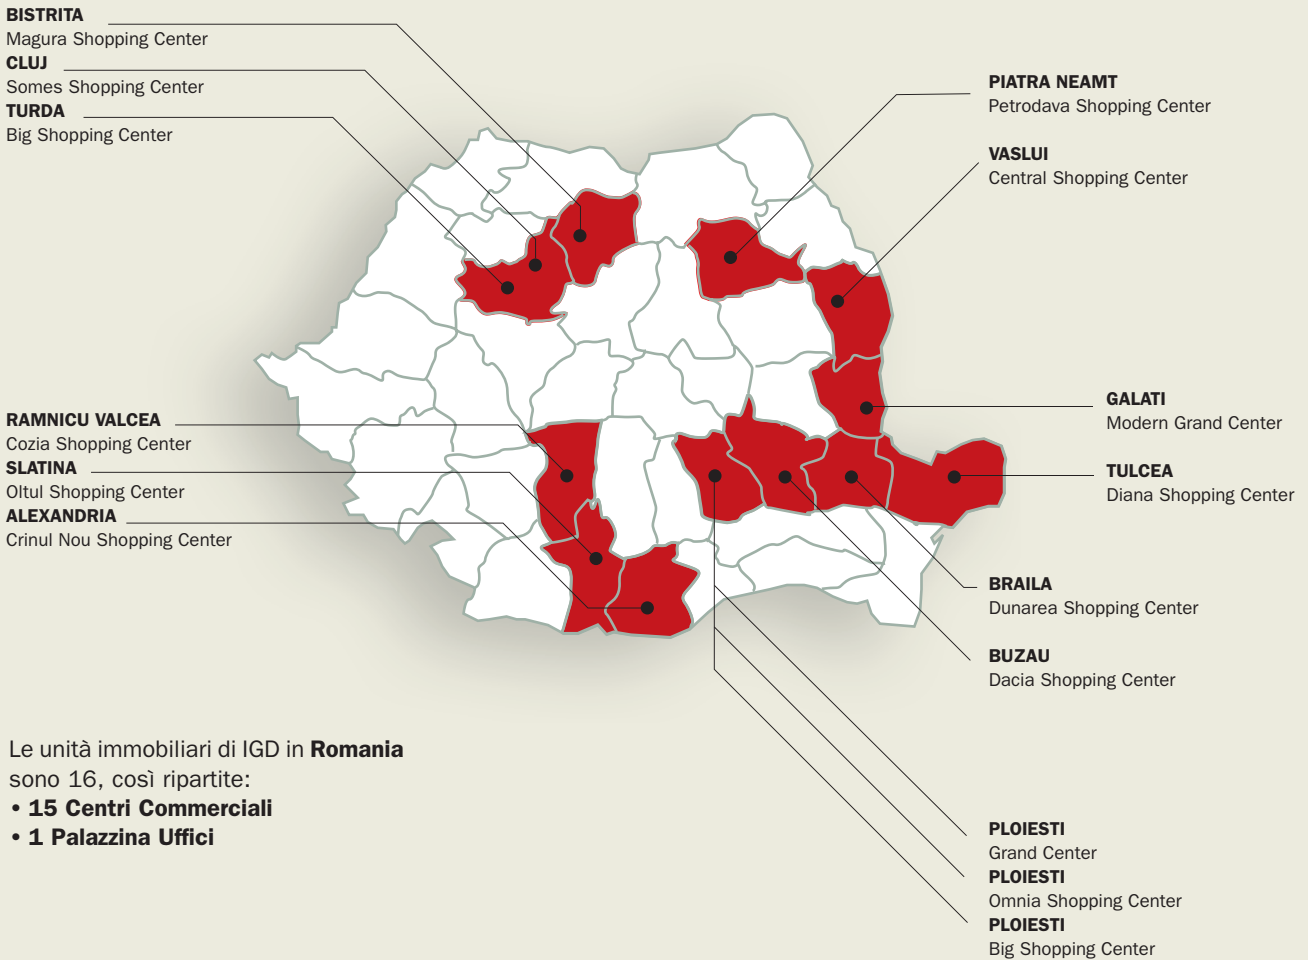 BISTRITA
Magura Shopping Center
CLUJ
Somes Shopping Center
TURDA
Big Shopping Center
PIATRA NEAMT
Petrodava Shopping Center
VASLUI
Central Shopping Center
RAMNICU VALCEA
Cozia Shopping Center
SLATINA
Oltul Shopping Center
ALEXANDRIA
Crinul Nou Shopping Center
GALATI
Modern Grand Center
TULCEA
Diana Shopping Center
BRAILA
Dunarea Shopping Center
BUZAU
Dacia Shopping Center
Le unità immobiliari di IGD in Romania
sono 16, così ripartite:
• 15 Centri Commerciali
• 1 Palazzina Uffici
PLOIESTI
Grand Center
PLOIESTI
Omnia Shopping Center
PLOIESTI
Big Shopping Center